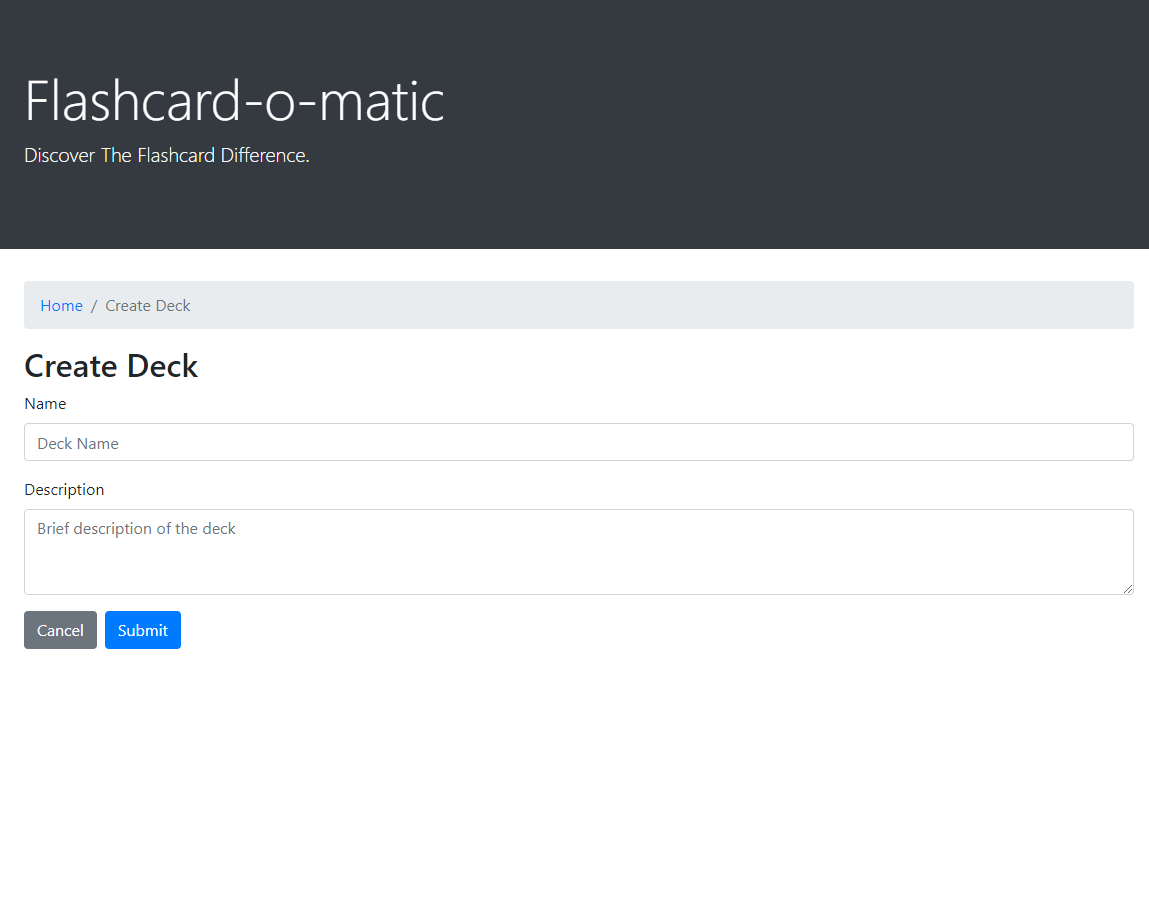 Flashcard-o-matic
Discover The Flashcard Difference.
Home / Create Deck
Create Deck
Name
Deck Name
Description
Brief description of the deck
Cancel Submit